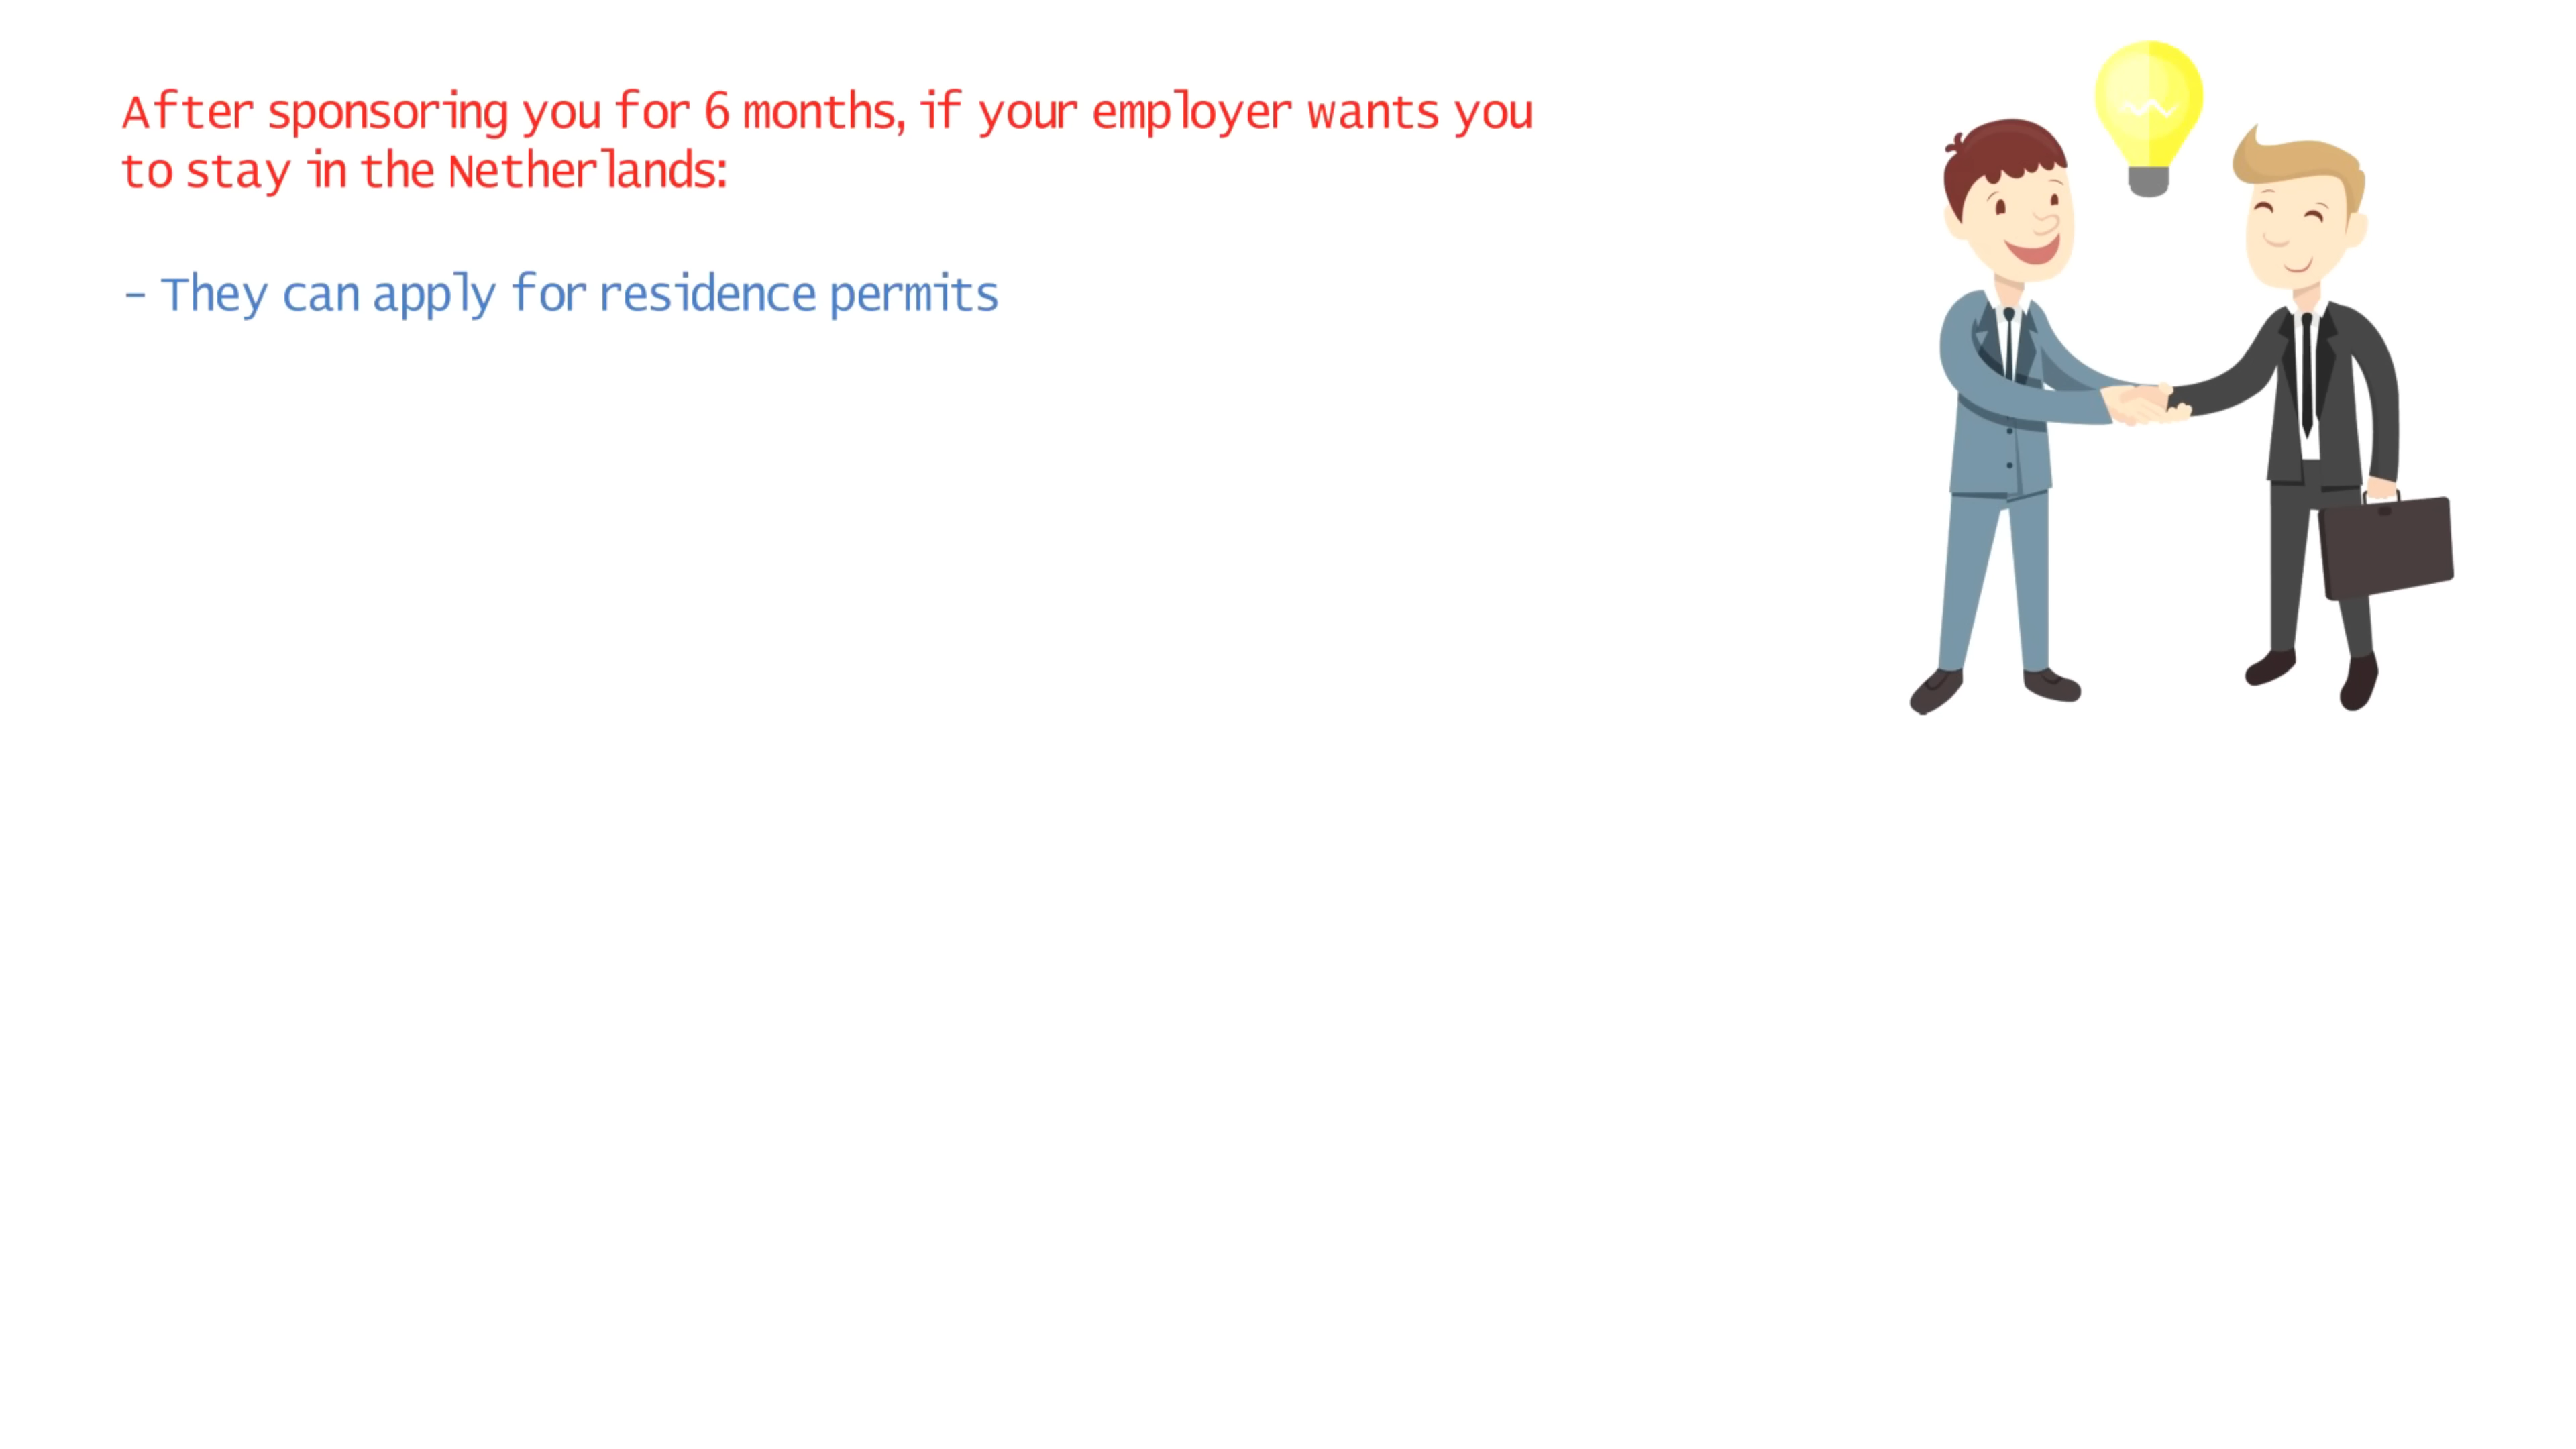 After sponsoring you for 6 months, if your employer wants you
to stay in the Netherlands:
- They can apply for residence permits